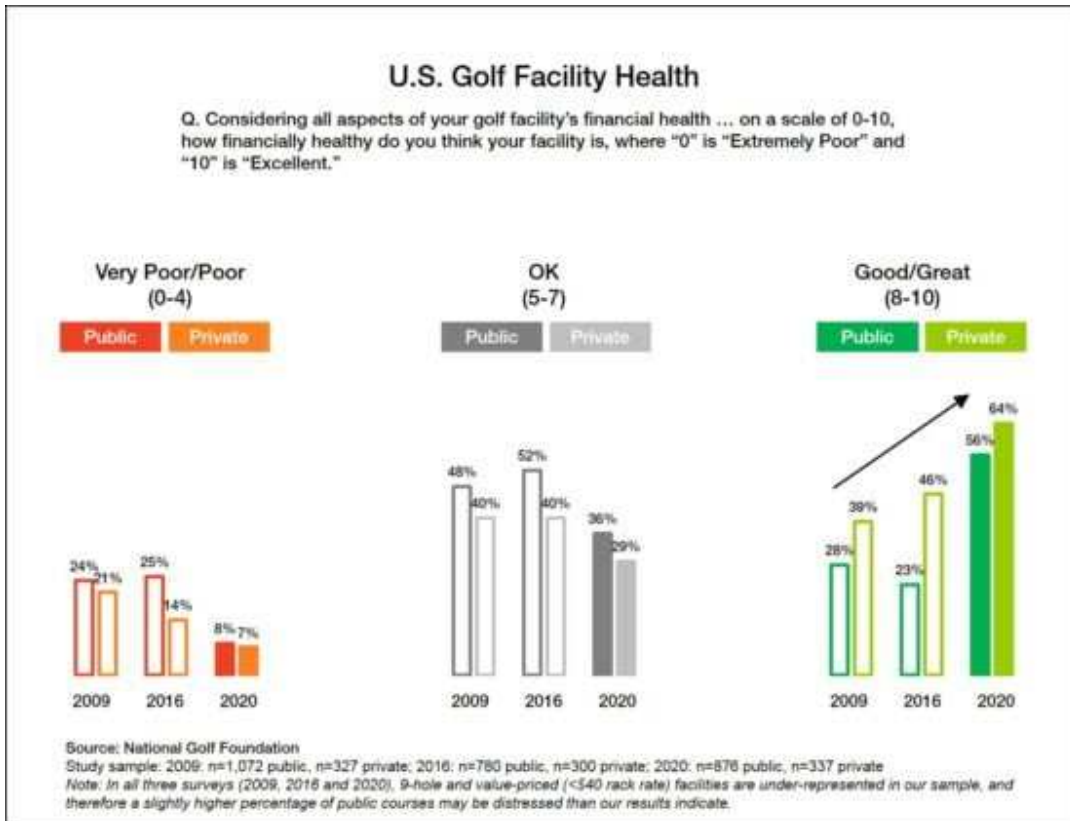 U.S. Golf Facility Health
Q. Considering all aspects of your golf facility's financial health ... on a scale of 0-10,
how financially healthy do you think your facility is, where "0" is "Extremely Poor" and
"10" is "Excellent."
Very Poor/Poor
(0-4)
Public Private
24% 21% 25% 14% 8% 7%
2009 2016 2020
OK
(5-7)
Public Private
48% 40% 52% 40% 36% 29%
2009 2016 2020
Good/Great
(8-10)
Public Private
28% 39% 23% 46% 56% 64%
2009 2016 2020
Source: National Golf Foundation
Study sample: 2009: n=1,072 public, n=327 private; 2016: n=780 public, n=300 private; 2020: n=876 public, n=337 private
Note: In all three surveys (2009, 2016 and 2020), 9-hole and value-priced (<$40 rack rate) facilities are under-represented in our sample, and
therefore a slightly higher percentage of public courses may be distressed than our results indicate.